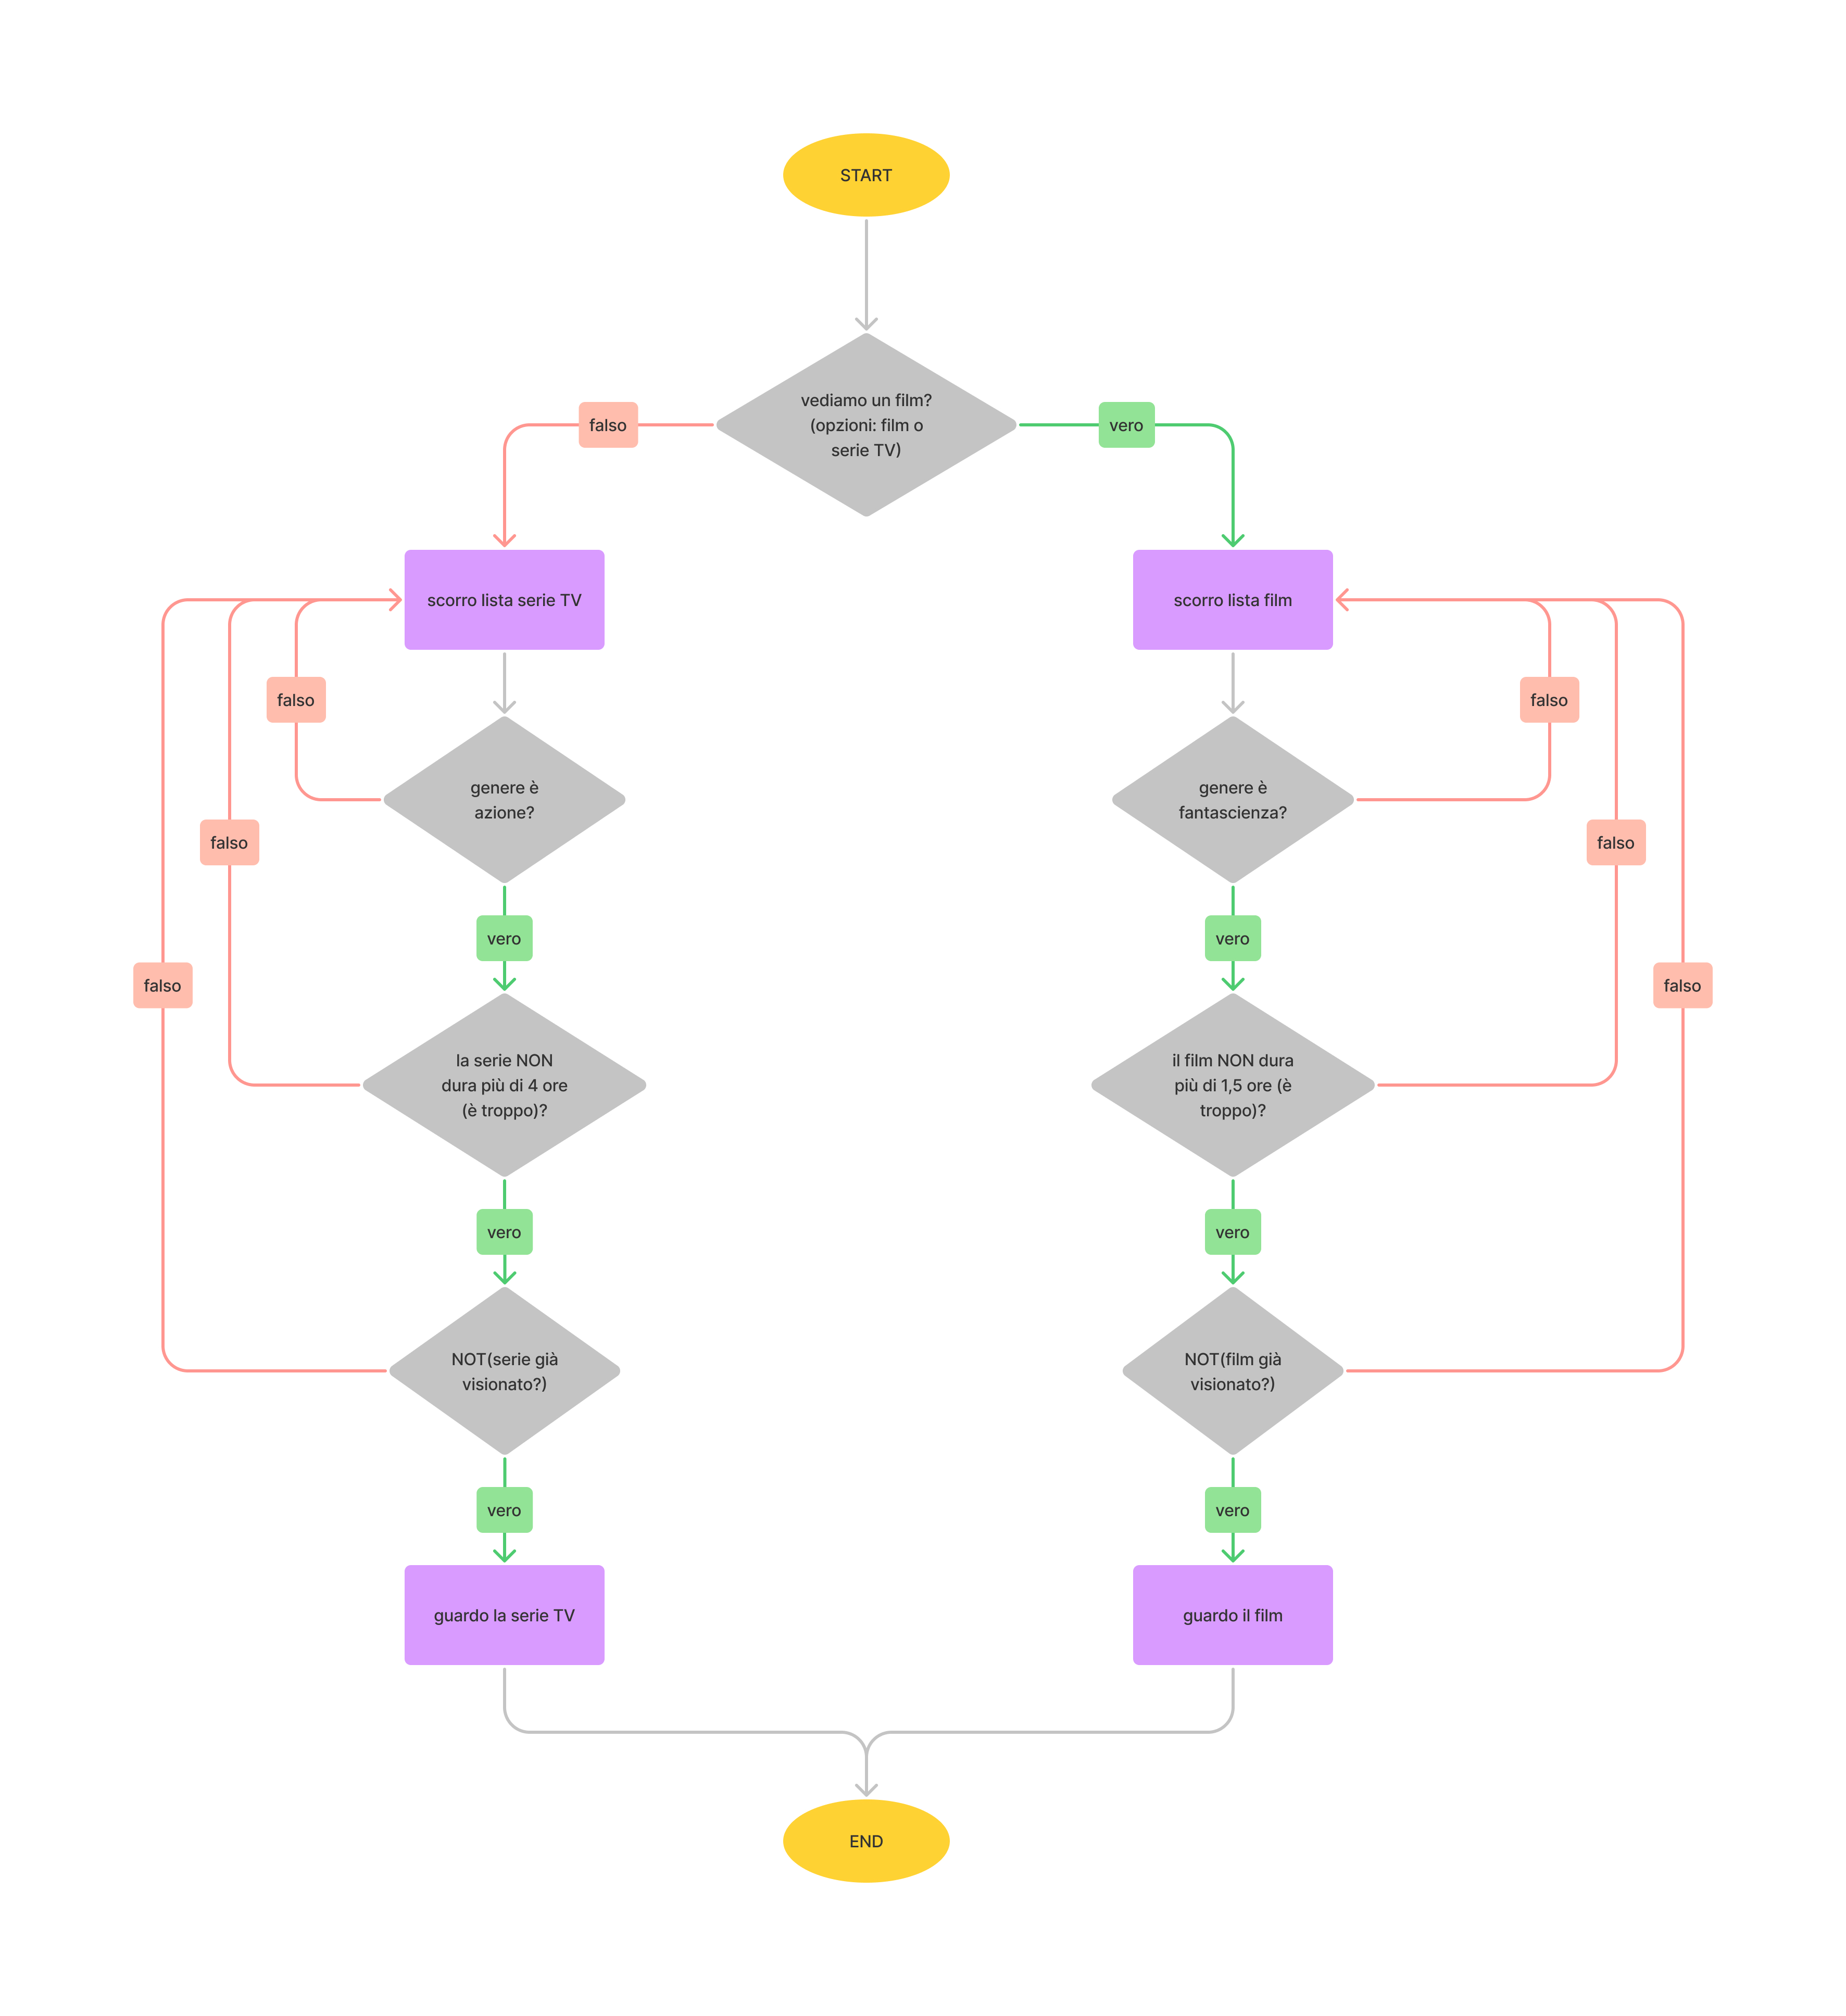 START
vediamo un film?
(opzioni: film o
serie TV)
falso
vero
scorro lista serie TV
scorro lista film
falso
falso
genere è
azione?
genere è
fantascienza?
falso
falso
vero
vero
falso
falso
la serie NON
dura più di 4 ore
(è troppo)?
il film NON dura
più di 1,5 ore (è
troppo)?
vero
vero
NOT(serie già
visionato?)
NOT(film già
visionato?)
vero
vero
guardo la serie TV
guardo il film
END